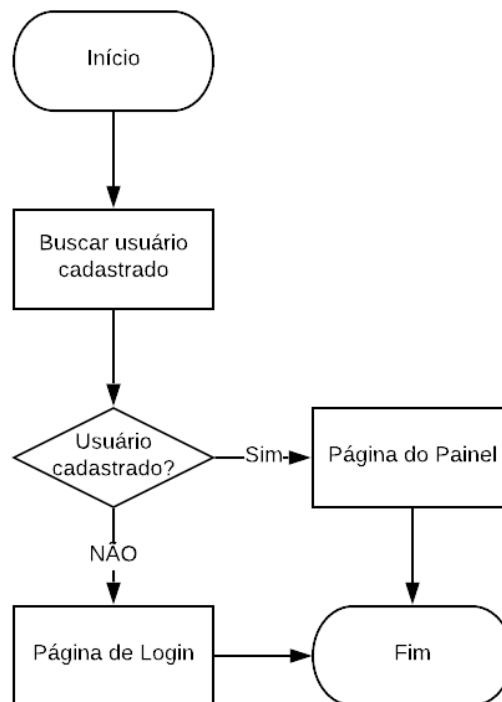 Início
Buscar usuário
cadastrado
Usuário
cadastrado?
Sim
Página do Painel
NÃO
Página de Login
Fim